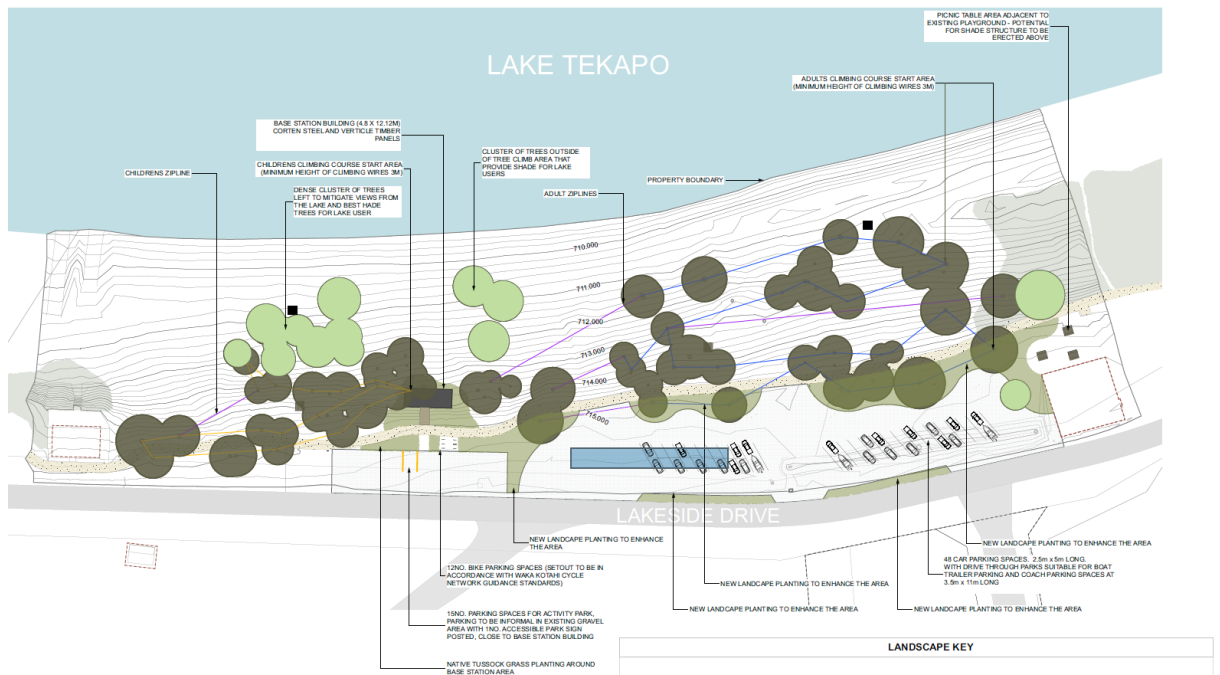 PICNIC TABLE AREA ADJACENT TO
EXISTING PLAYGROUND - POTENTIAL
FOR SHADE STRUCTURE TO BE
ERECTED ABOVE
LAKE TEKAPO
ADULTS CLIMBING COURSE START AREA
(MINIMUM HEIGHT OF CLIMBING WIRES 3M)
BASE STATION BUILDING (4.8 X 12.12M)
CORTEN STEEL AND VERTICLE TIMBER
PANELS
CLUSTER OF TREES OUTSIDE
OF TREE CLIMB AREA THAT
PROVIDE SHADE FOR LAKE
USERS
CHILDRENS CLIMBING COURSE START AREA
(MINIMUM HEIGHT OF CLIMBING WIRES 3M)
CHILDRENS ZIPLINE
PROPERTY BOUNDARY
DENSE CLUSTER OF TREES
LEFT TO MITIGATE VIEWS FROM
THE LAKE AND BEST HADE
TREES FOR LAKE USER
ADULT ZIPLINES
710.000
711.000
712.000
713.000
714.000
715.000
LAKESIDE DRIVE
NEW LANDSCAPE PLANTING TO ENHANCE
THE AREA
NEW LANDSCAPE PLANTING TO ENHANCE THE AREA
48 CAR PARKING SPACES, 2.5m x 5m LONG,
WITH DRIVE THROUGH PARKS SUITABLE FOR BOAT
TRAILER PARKING AND COACH PARKING SPACES AT
3.5m x 11m LONG
12NO. BIKE PARKING SPACES (SETOUT TO BE IN
ACCORDANCE WITH WAKA KOTAHI CYCLE
NETWORK GUIDANCE STANDARDS)
NEW LANDCAPE PLANTING TO ENHANCE THE AREA
NEW LANDSCAPE PLANTING TO ENHANCE THE AREA
NEW LANDSCAPE PLANTING TO ENHANCE THE AREA
15NO. PARKING SPACES FOR ACTIVITY PARK,
PARKING TO BE INFORMAL IN EXISTING GRAVEL
AREA WITH 1NO. ACCESSIBLE PARK SIGN
POSTED, CLOSE TO BASE STATION BUILDING
LANDSCAPE KEY
NATIVE TUSSOCK GRASS PLANTING AROUND
BASE STATION AREA